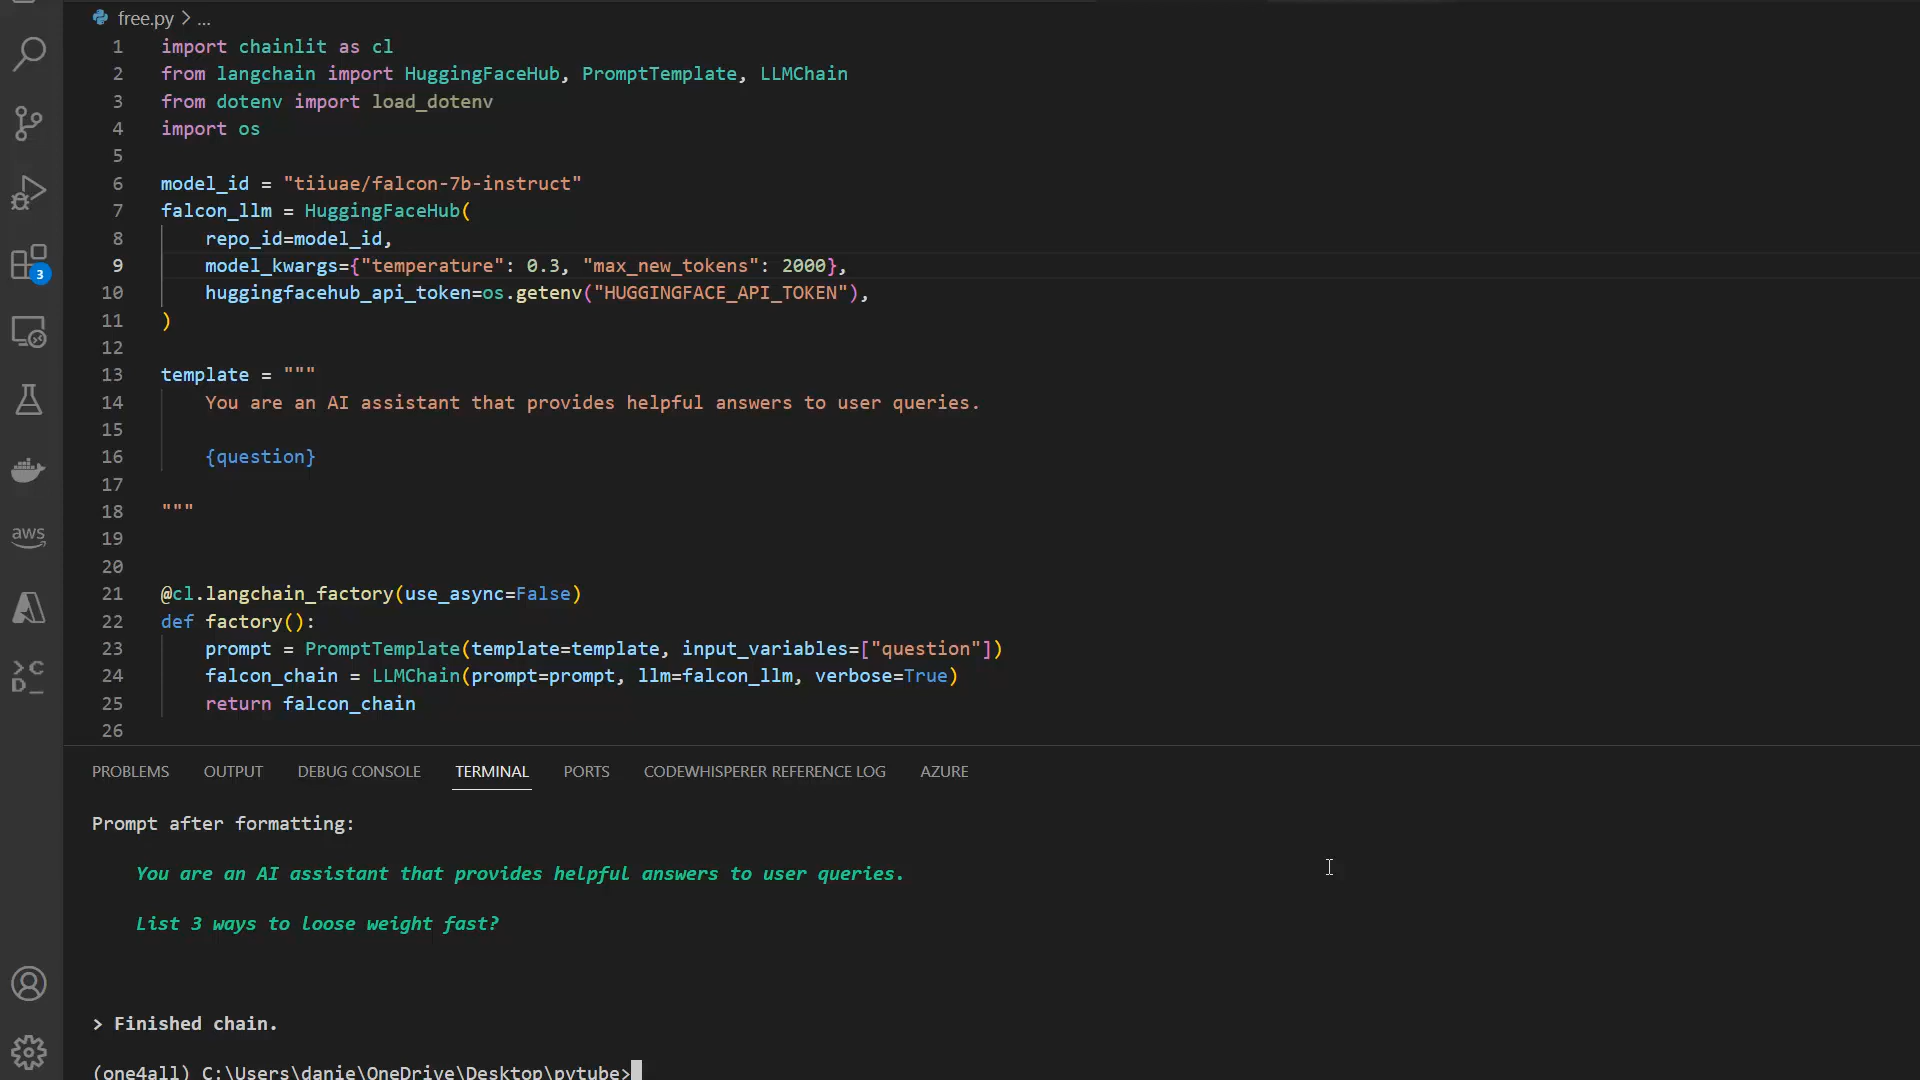 free.py > ...
1 import chainlit as cl
2 from langchain import HuggingFaceHub, PromptTemplate, LLMChain
3 from dotenv import load_dotenv
4 import os
5
6 model_id = "tiiuae/falcon-7b-instruct"
7 falcon_llm = HuggingFaceHub(
8     repo_id=model_id,
9     model_kwargs={"temperature": 0.3, "max_new_tokens": 2000},
10     huggingfacehub_api_token=os.getenv("HUGGINGFACE_API_TOKEN"),
11 )
12
13 template = """
14     You are an AI assistant that provides helpful answers to user queries.
15
16     {question}
17
18 """
19
20
21 @cl.langchain_factory(use_async=False)
22 def factory():
23     prompt = PromptTemplate(template=template, input_variables=["question"])
24     falcon_chain = LLMChain(prompt=prompt, llm=falcon_llm, verbose=True)
25     return falcon_chain
26
3
aws
>C
D_
PROBLEMS OUTPUT DEBUG CONSOLE TERMINAL PORTS CODEWHISPERER REFERENCE LOG AZURE
Prompt after formatting:
You are an AI assistant that provides helpful answers to user queries.
List 3 ways to loose weight fast?
> Finished chain.
(one4all) C:\Users\danie\OneDrive\Desktop\pytube>